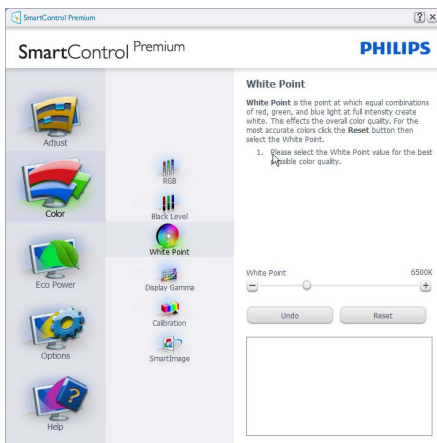 SmartControl Premium
SmartControl Premium
PHILIPS
Adjust
Color
Eco Power
Options
Help
RGB
Black Level
White Point
Display Gamma
Calibration
SmartImage
White Point
White Point is the point at which equal combinations
of red, green, and blue light at full intensity create
white. This effects the overall color quality. For the
most accurate colors click the Reset button then
select the White Point.
1. Please select the White Point value for the best
possible color quality.
White Point 6500K
Undo Reset